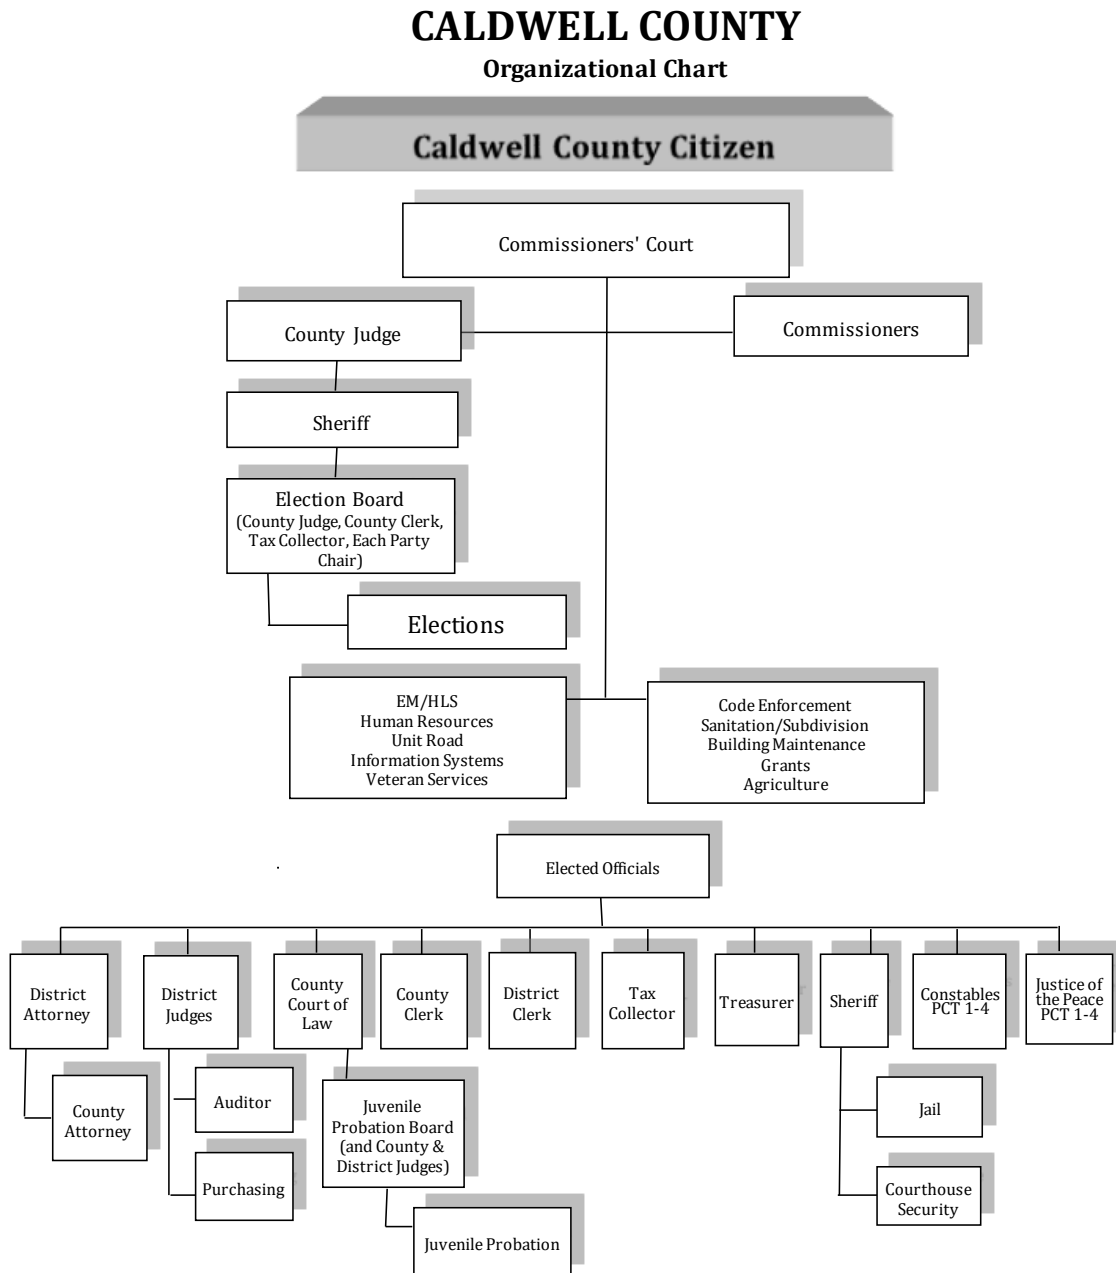 CALDWELL COUNTY
Organizational Chart
Caldwell County Citizen
Commissioners' Court
County Judge
Commissioners
Sheriff
Election Board
(County Judge, County Clerk,
Tax Collector, Each Party
Chair)
Elections
EM/HLS
Human Resources
Unit Road
Information Systems
Veteran Services
Code Enforcement
Sanitation/Subdivision
Building Maintenance
Grants
Agriculture
Elected Officials
District
Attorney
District
Judges
County
Court of
Law
County
Clerk
District
Clerk
Tax
Collector
Treasurer
Sheriff
Constables
PCT 1-4
Justice of
the Peace
PCT 1-4
County
Attorney
Auditor
Purchasing
Juvenile
Probation Board
(and County &
District Judges)
Juvenile Probation
Jail
Courthouse
Security